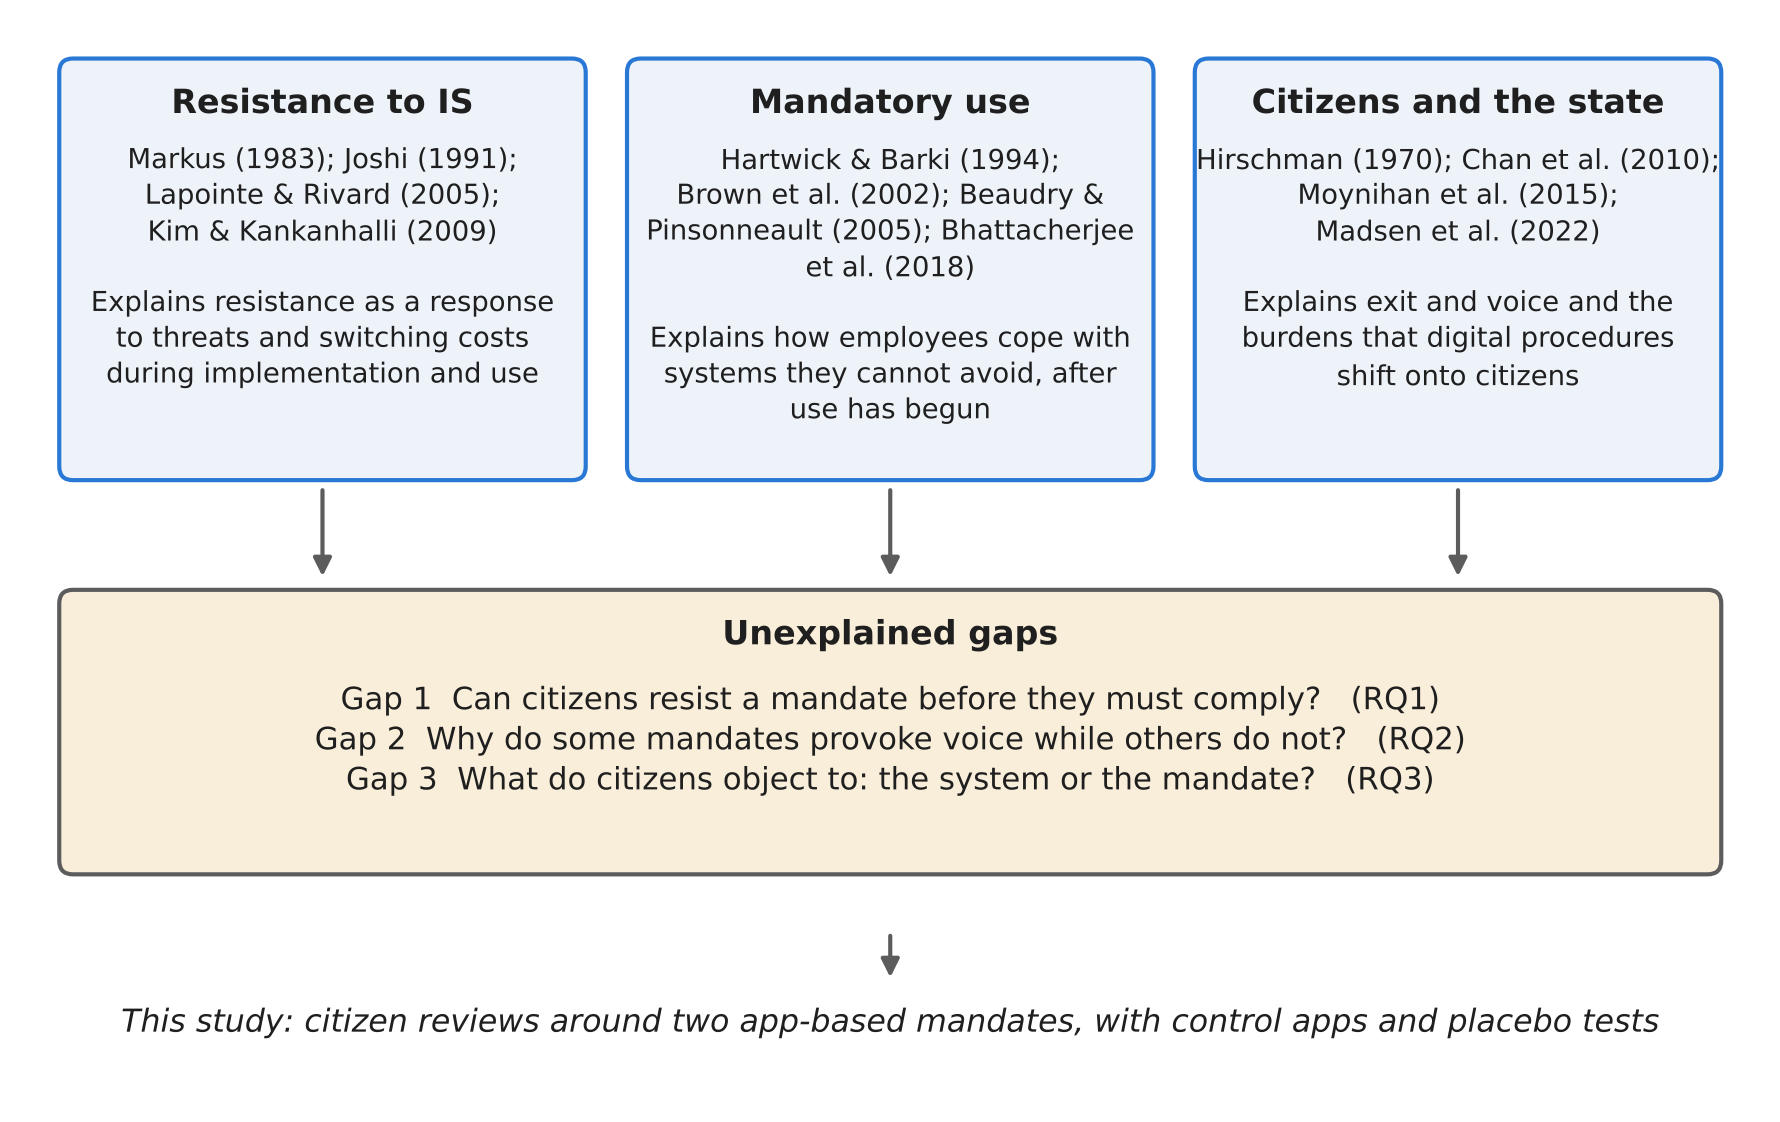 Resistance to IS
Markus (1983); Joshi (1991);
Lapointe & Rivard (2005);
Kim & Kankanhalli (2009)
Explains resistance as a response
to threats and switching costs
during implementation and use
Mandatory use
Hartwick & Barki (1994);
Brown et al. (2002); Beaudry &
Pinsonneault (2005); Bhattacherjee
et al. (2018)
Explains how employees cope with
systems they cannot avoid, after
use has begun
Citizens and the state
Hirschman (1970); Chan et al. (2010);
Moynihan et al. (2015);
Madsen et al. (2022)
Explains exit and voice and the
burdens that digital procedures
shift onto citizens
Unexplained gaps
Gap 1  Can citizens resist a mandate before they must comply?   (RQ1)
Gap 2  Why do some mandates provoke voice while others do not?   (RQ2)
Gap 3  What do citizens object to: the system or the mandate?   (RQ3)
This study: citizen reviews around two app-based mandates, with control apps and placebo tests